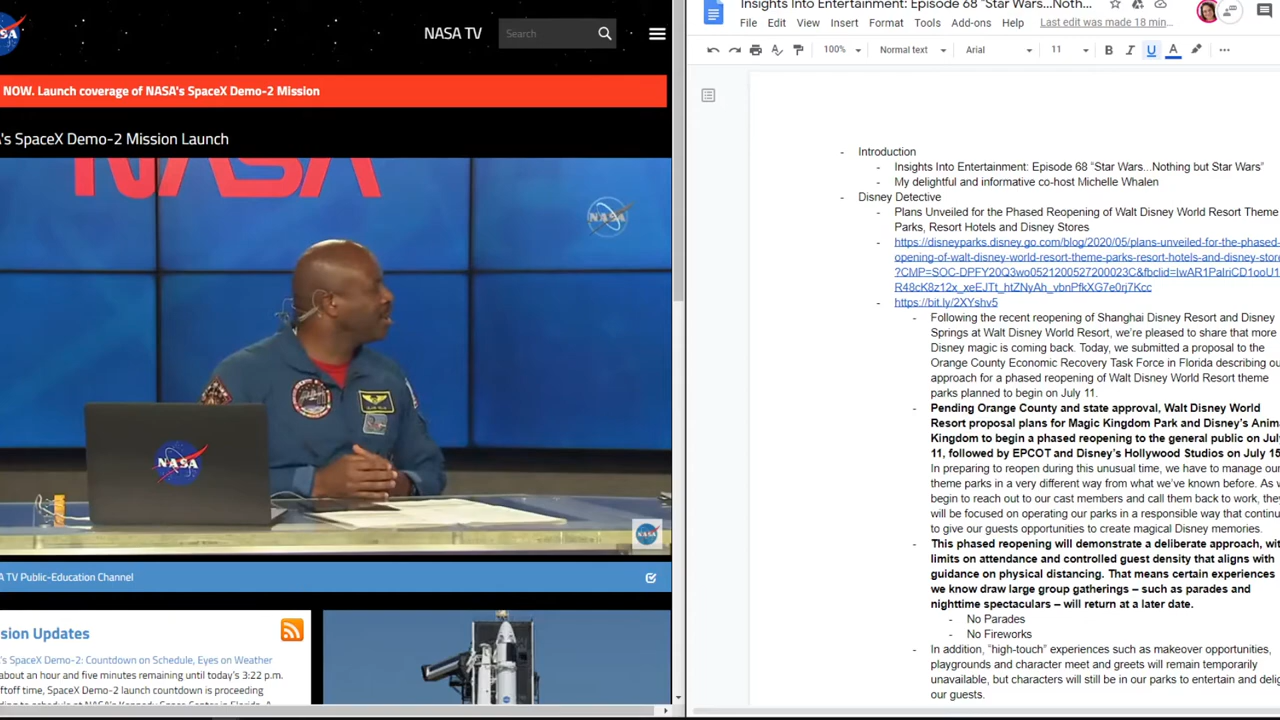 NASA
NASA TV
Search
NOW. Launch coverage of NASA's SpaceX Demo-2 Mission
's SpaceX Demo-2 Mission Launch
NASA
NASA
NASA
NASA
A TV Public-Education Channel
sion Updates
's SpaceX Demo-2: Countdown on Schedule, Eyes on Weather
about an hour and five minutes remaining until today's 3:22 p.m.
ftoff time, SpaceX Demo-2 launch countdown is proceeding
Insights Into Entertainment: Episode 68 "Star Wars...Noth...
File Edit View Insert Format Tools Add-ons Help Last edit was made 18 min...
100% Normal text Arial 11 B I U A
- Introduction
- Insights Into Entertainment: Episode 68 "Star Wars...Nothing but Star Wars"
- My delightful and informative co-host Michelle Whalen
- Disney Detective
- Plans Unveiled for the Phased Reopening of Walt Disney World Resort Theme
Parks, Resort Hotels and Disney Stores
- https://disneyparks.disney.go.com/blog/2020/05/plans-unveiled-for-the-phased-
opening-of-walt-disney-world-resort-theme-parks-resort-hotels-and-disney-store
?CMP=SOC-DPFY20Q3wo0521200527200023C&fbclid=IwAR1PaIriCD1ooU1
R48cK8z12x_xeEJTt_htZNyAh_vbnPfkXG7e0rj7Kcc
- https://bit.ly/2XYshv5
- Following the recent reopening of Shanghai Disney Resort and Disney
Springs at Walt Disney World Resort, we're pleased to share that more
Disney magic is coming back. Today, we submitted a proposal to the
Orange County Economic Recovery Task Force in Florida describing ou
approach for a phased reopening of Walt Disney World Resort theme
parks planned to begin on July 11.
- Pending Orange County and state approval, Walt Disney World
Resort proposal plans for Magic Kingdom Park and Disney's Anim
Kingdom to begin a phased reopening to the general public on July
11, followed by EPCOT and Disney's Hollywood Studios on July 15
In preparing to reopen during this unusual time, we have to manage our
theme parks in a very different way from what we've known before. As w
begin to reach out to our cast members and call them back to work, they
will be focused on operating our parks in a responsible way that continu
to give our guests opportunities to create magical Disney memories.
- This phased reopening will demonstrate a deliberate approach, wit
limits on attendance and controlled guest density that aligns with
guidance on physical distancing. That means certain experiences
we know draw large group gatherings – such as parades and
nighttime spectaculars – will return at a later date.
- No Parades
- No Fireworks
- In addition, "high-touch" experiences such as makeover opportunities,
playgrounds and character meet and greets will remain temporarily
unavailable, but characters will still be in our parks to entertain and delig
our guests.